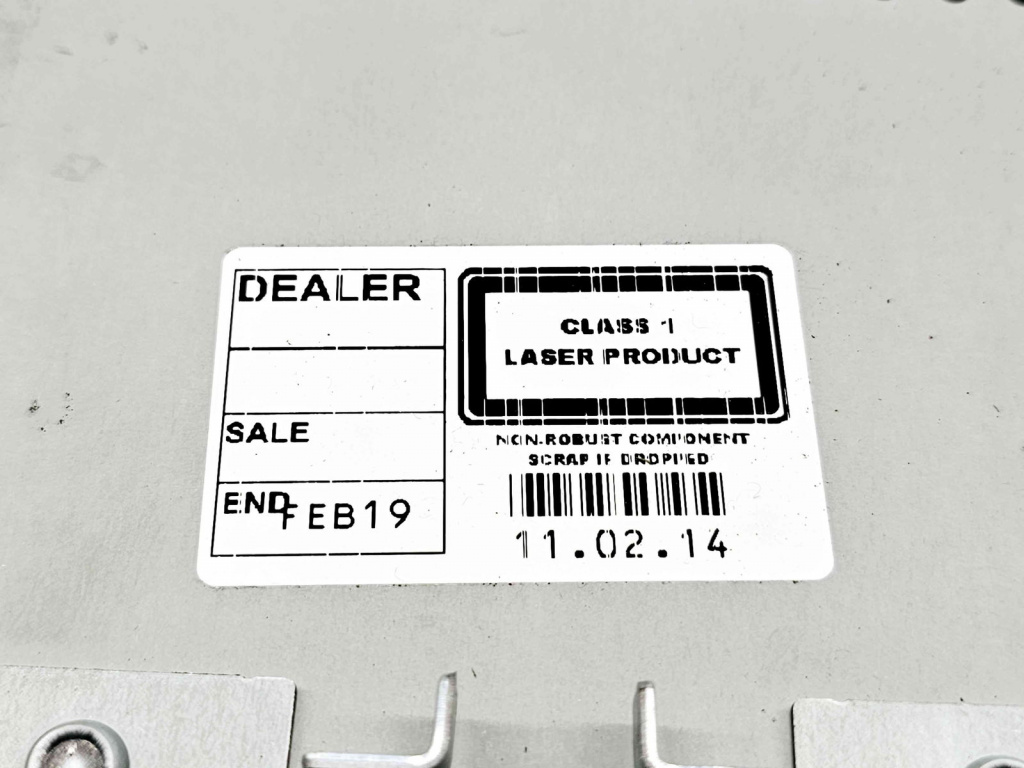 DEALER
SALE
END FEB19
CLASS 1
LASER PRODUCT
NON-ROBUST COMPONENT
SCRAP IF DROPPED
11.02.14